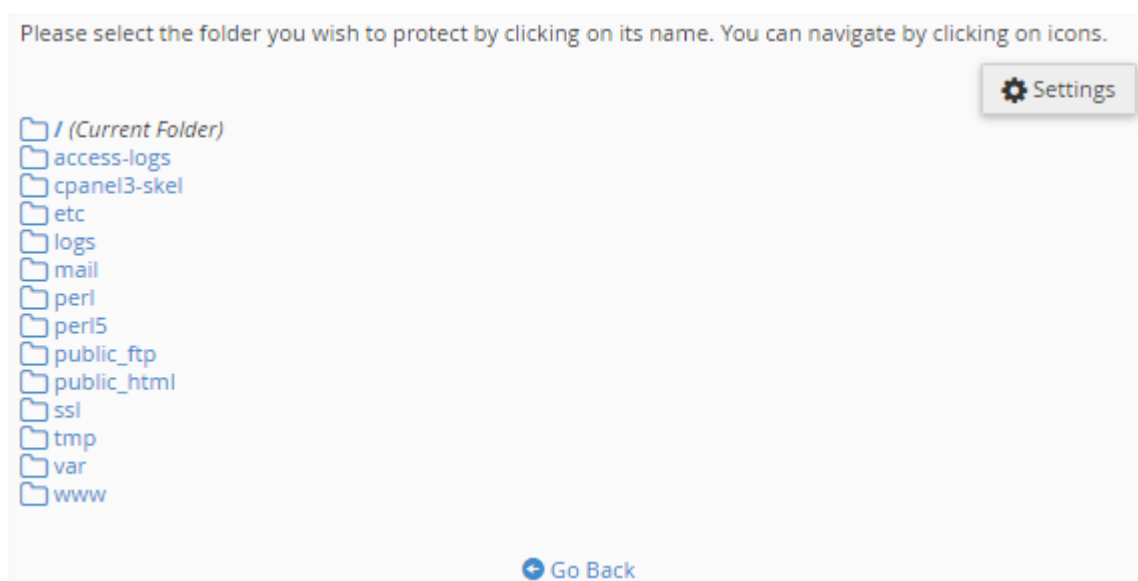 Please select the folder you wish to protect by clicking on its name. You can navigate by clicking on icons.
Settings
/ (Current Folder)
access-logs
cpanel3-skel
etc
logs
mail
perl
perl5
public_ftp
public_html
ssl
tmp
var
www
Go Back